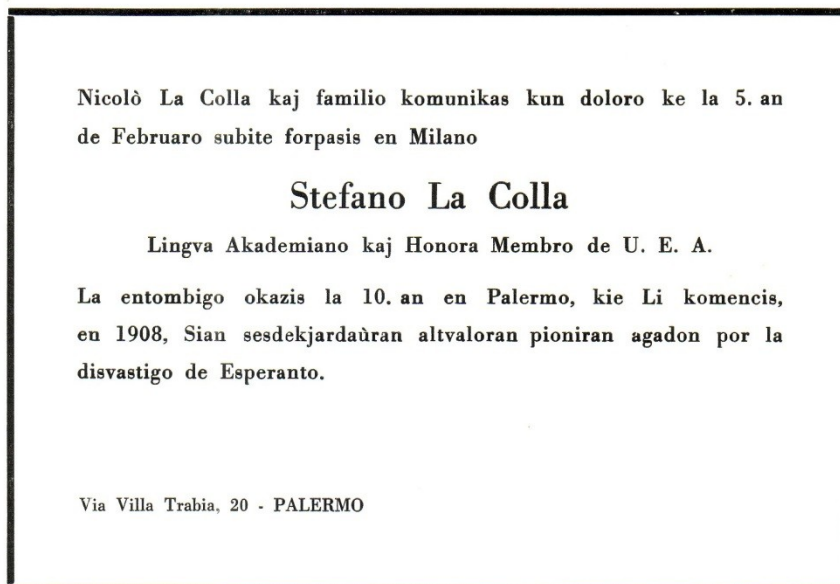 Nicolò La Colla kaj familio komunikas kun doloro ke la 5. an
de Februaro subite forpasis en Milano
Stefano La Colla
Lingva Akademiano kaj Honora Membro de U. E. A.
La entombigo okazis la 10. an en Palermo, kie Li komencis,
en 1908, Sian sesdekjardaùran altvaloran pioniran agadon por la
disvastigo de Esperanto.
Via Villa Trabia, 20 - PALERMO